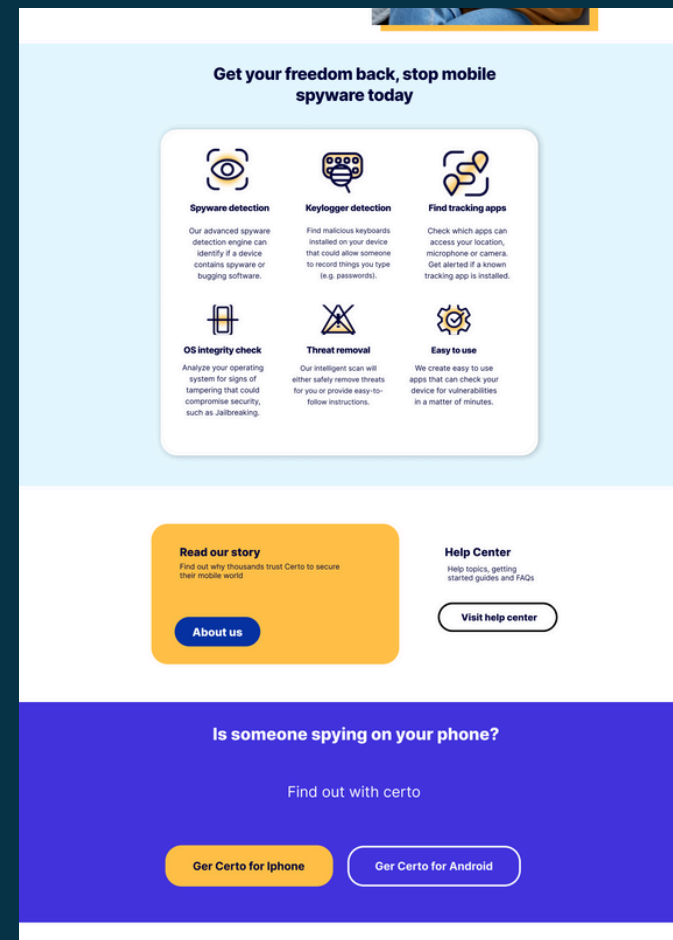 Get your freedom back, stop mobile
spyware today
Spyware detection
Our advanced spyware
detection engine can
identify if a device
contains spyware or
bugging software.
Keylogger detection
Find malicious keyboards
installed on your device
that could allow someone
to record things you type
(e.g. passwords).
Find tracking apps
Check which apps can
access your location,
microphone or camera.
Get alerted if a known
tracking app is installed.
OS integrity check
Analyze your operating
system for signs of
tampering that could
compromise security,
such as Jailbreaking.
Threat removal
Our intelligent scan will
either safely remove threats
for you or provide easy-to-
follow instructions.
Easy to use
We create easy to use
apps that can check your
device for vulnerabilities
in a matter of minutes.
Read our story
Find out why thousands trust Certo to secure
their mobile world
About us
Help Center
Help topics, getting
started guides and FAQs
Visit help center
Is someone spying on your phone?
Find out with certo
Ger Certo for Iphone
Ger Certo for Android